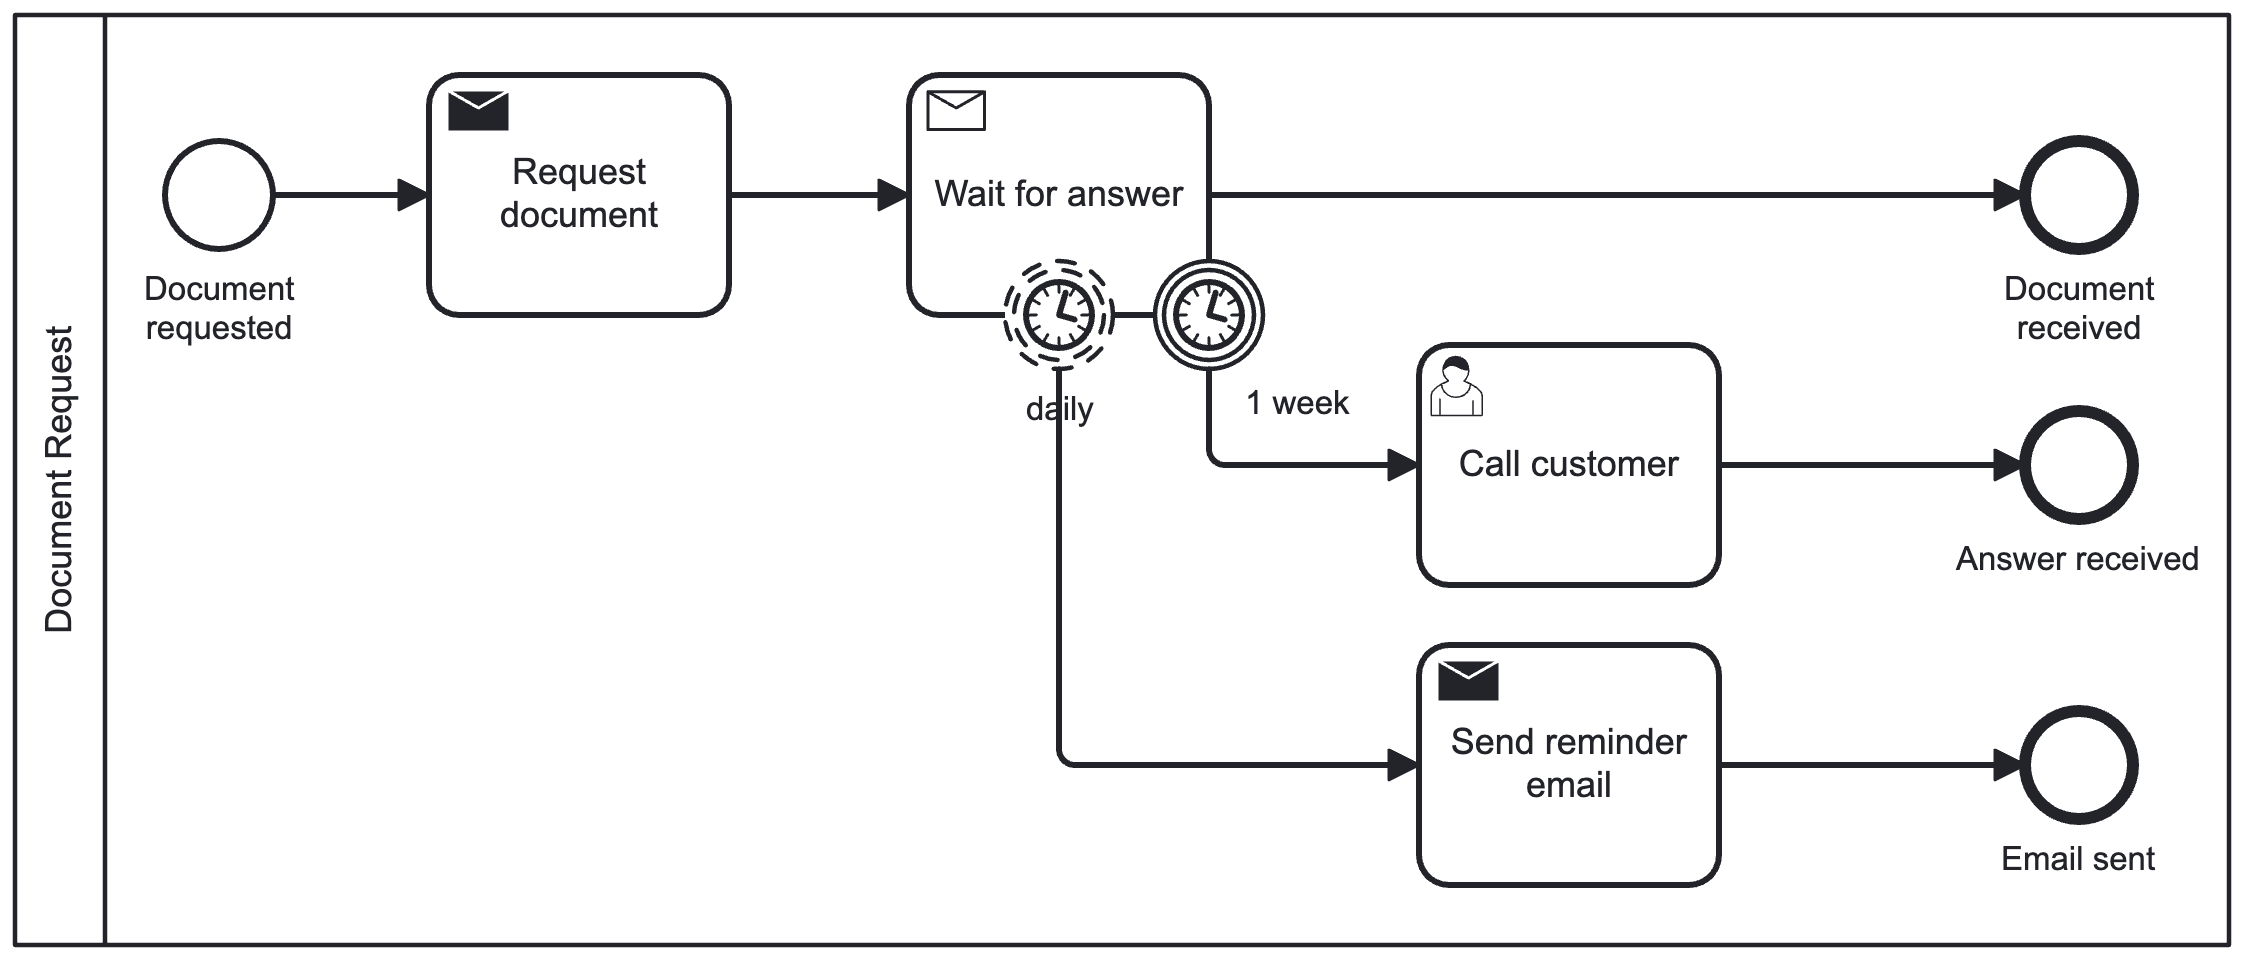 Document Request
Document
requested
Request
document
Wait for answer
daily
1 week
Document
received
Call customer
Answer received
Send reminder
email
Email sent